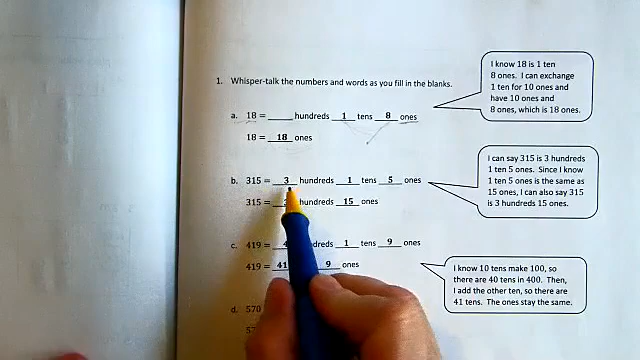 1. Whisper-talk the numbers and words as you fill in the blanks.
a. 18 = ____ hundreds 1 tens 8 ones
18 = 18 ones
I know 18 is 1 ten
8 ones. I can exchange
1 ten for 10 ones and
have 10 ones and
8 ones, which is 18 ones.
b. 315 = 3 hundreds 1 tens 5 ones
315 = hundreds 15 ones
I can say 315 is 3 hundreds
1 ten 5 ones. Since I know
1 ten 5 ones is the same as
15 ones, I can also say 315
is 3 hundreds 15 ones.
c. 419 = 4 1 tens 9 ones
419 = 41 9 ones
I know 10 tens make 100, so
there are 40 tens in 400. Then,
I add the other ten, so there are
41 tens. The ones stay the same.
d. 570